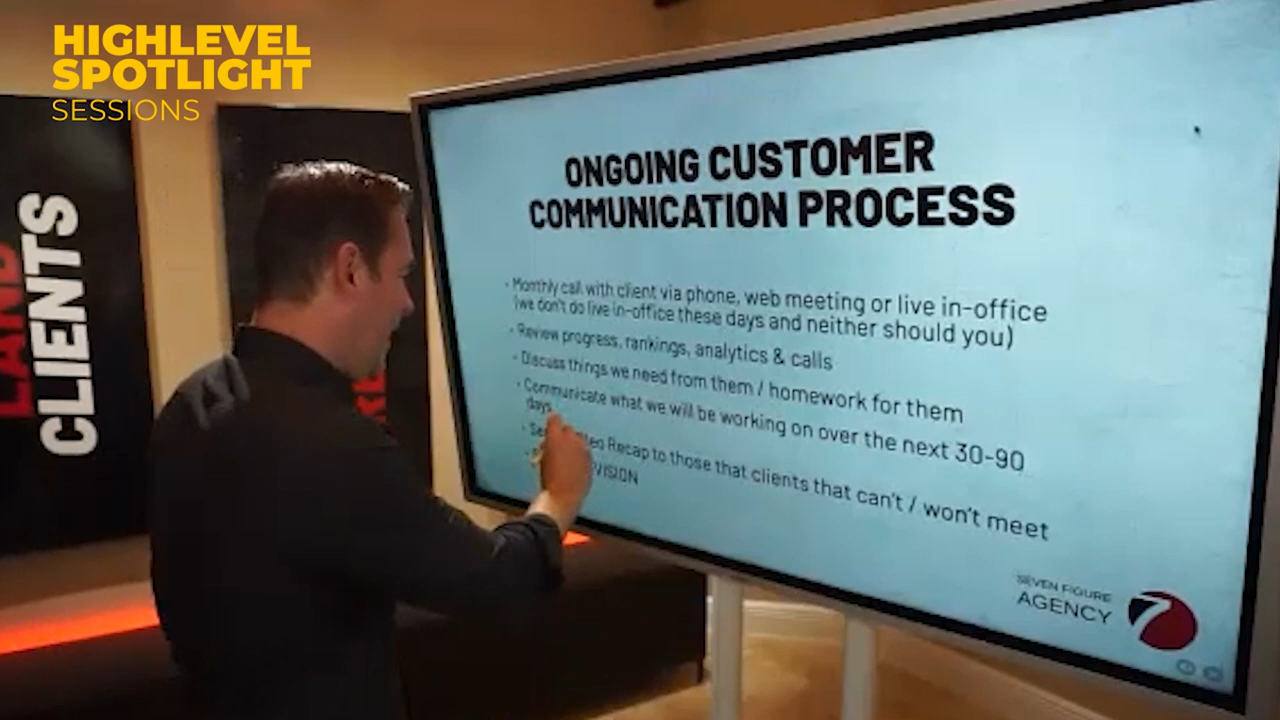 HIGHLEVEL
SPOTLIGHT
SESSIONS
LAND
CLIENTS
ONGOING CUSTOMER
COMMUNICATION PROCESS
· Monthly call with client via phone, web meeting or live in-office
(we don't do live in-office these days and neither should you)
· Review progress, rankings, analytics & calls
· Discuss things we need from them / homework for them
· Communicate what we will be working on over the next 30-90
days
· Recap to those that clients that can't / won't meet
· VISION
SEVEN FIGURE
AGENCY
7